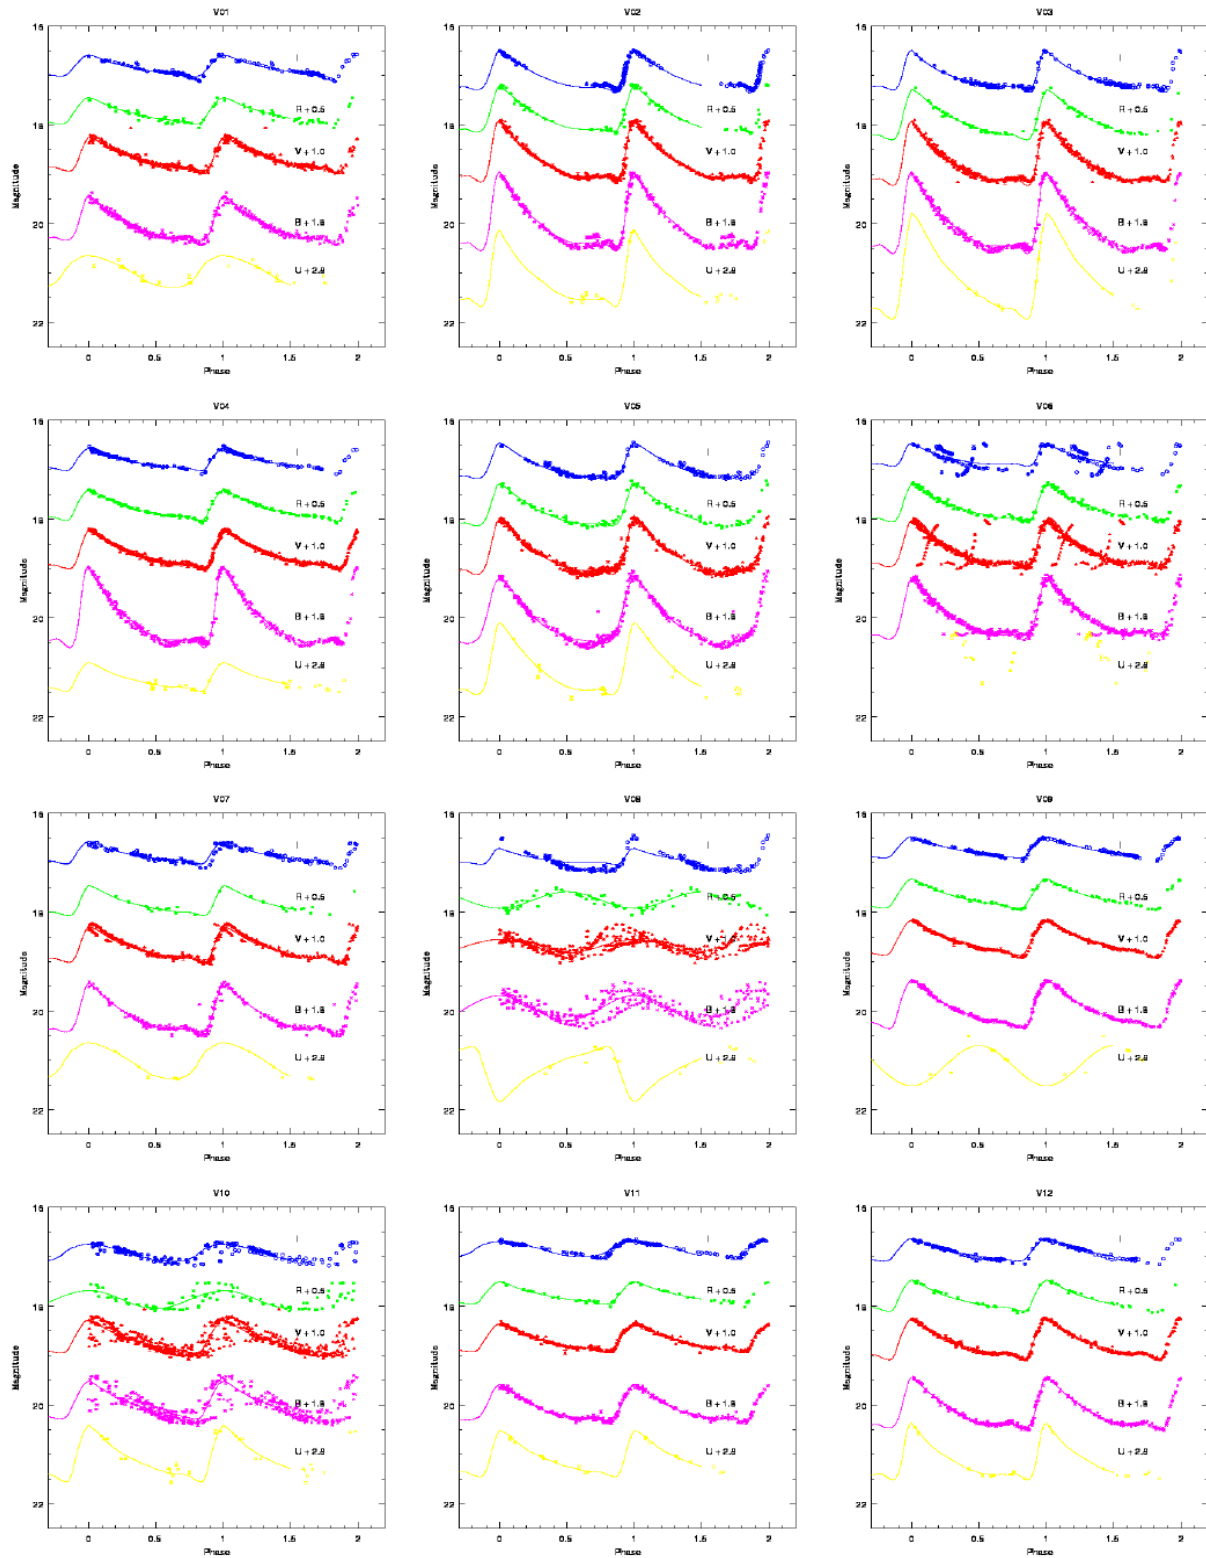 V01
16
I
R + 0.5
18
V + 1.0
Magnitude
20
B + 1.8
U + 2.8
22
0 0.5 1 1.5 2
Phase
V02
16
I
R + 0.5
18
V + 1.0
Magnitude
20
B + 1.8
U + 2.8
22
0 0.5 1 1.5 2
Phase
V03
16
I
R + 0.5
18
V + 1.0
Magnitude
20
B + 1.8
U + 2.8
22
0 0.5 1 1.5 2
Phase
V04
16
I
R + 0.5
18
V + 1.0
Magnitude
20
B + 1.8
U + 2.8
22
0 0.5 1 1.5 2
Phase
V05
16
I
R + 0.5
18
V + 1.0
Magnitude
20
B + 1.8
U + 2.8
22
0 0.5 1 1.5 2
Phase
V06
16
I
R + 0.5
18
V + 1.0
Magnitude
20
B + 1.8
U + 2.8
22
0 0.5 1 1.5 2
Phase
V07
16
I
R + 0.5
18
V + 1.0
Magnitude
20
B + 1.8
U + 2.8
22
0 0.5 1 1.5 2
Phase
V08
16
I
R + 0.5
18
V + 1.0
Magnitude
20
B + 1.8
U + 2.8
22
0 0.5 1 1.5 2
Phase
V09
16
I
R + 0.5
18
V + 1.0
Magnitude
20
B + 1.8
U + 2.8
22
0 0.5 1 1.5 2
Phase
V10
16
I
R + 0.5
18
V + 1.0
Magnitude
20
B + 1.8
U + 2.8
22
0 0.5 1 1.5 2
Phase
V11
16
I
R + 0.5
18
V + 1.0
Magnitude
20
B + 1.8
U + 2.8
22
0 0.5 1 1.5 2
Phase
V12
16
I
R + 0.5
18
V + 1.0
Magnitude
20
B + 1.8
U + 2.8
22
0 0.5 1 1.5 2
Phase